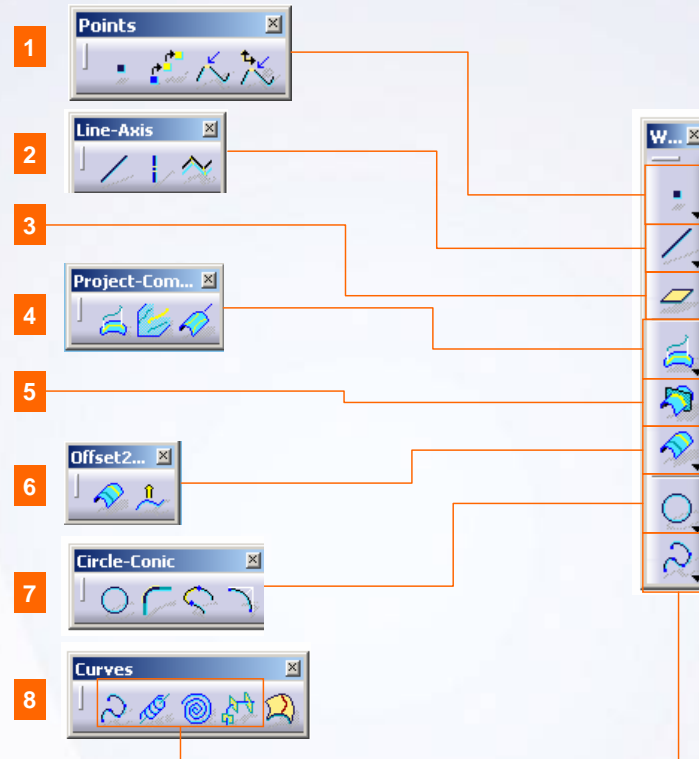 1
Points
2
Line-Axis
W...
3
4
Project-Com...
5
6
Offset2...
7
Circle-Conic
8
Curves